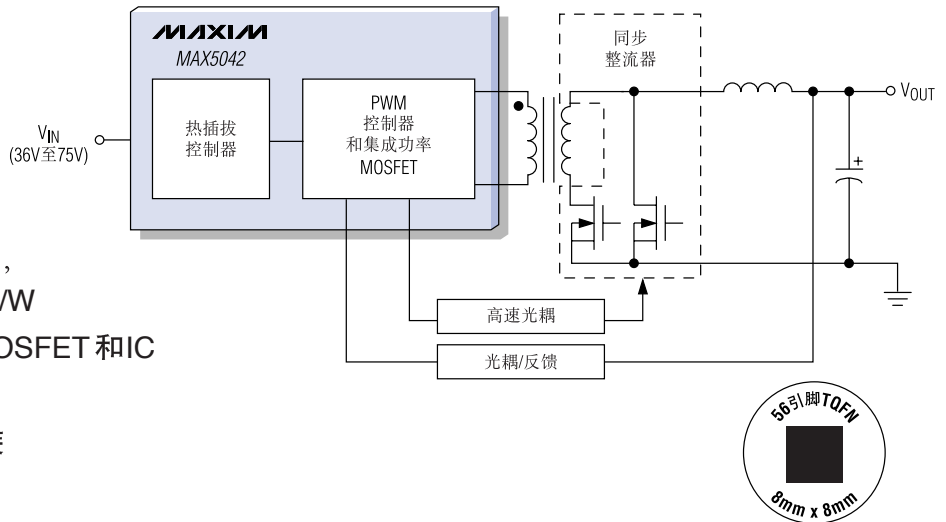 MAXIM
MAX5042
热插拔
控制器
PWM
控制器
和集成功率
MOSFET
VIN
(36V至75V)
同步
整流器
VOUT
+
,
/W
OSFET 和IC
高速光耦
光耦/反馈
56引脚TQFN
8mm x 8mm